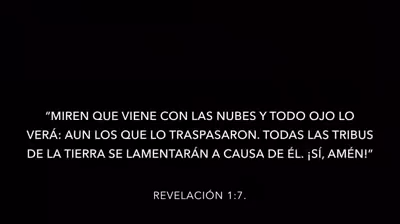 "MIREN QUE VIENE CON LAS NUBES Y TODO OJO LO
VERÁ: AUN LOS QUE LO TRASPASARON. TODAS LAS TRIBUS
DE LA TIERRA SE LAMENTARÁN A CAUSA DE ÉL. ¡SÍ, AMÉN!"
REVELACIÓN 1:7.